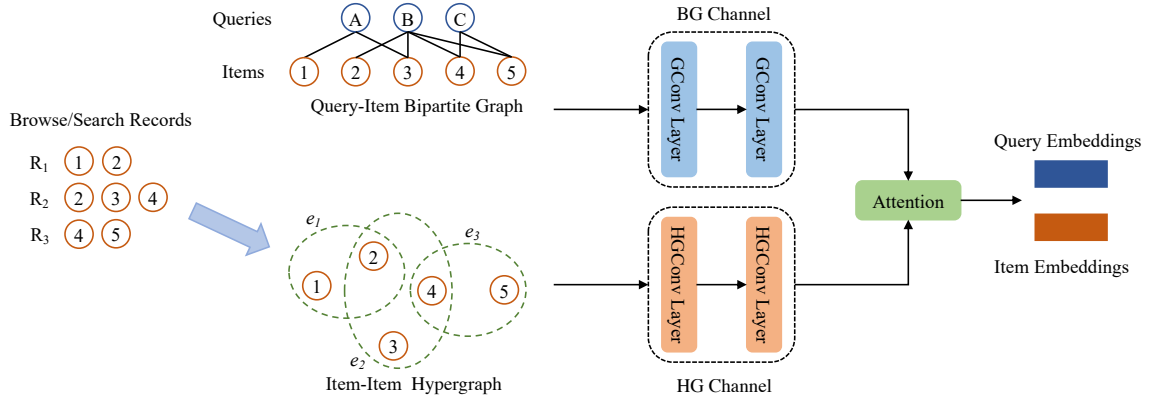 Queries
A B C
Items
1 2 3 4 5
Query-Item Bipartite Graph
Browse/Search Records
R1 1 2
R2 2 3 4
R3 4 5
e1
e2
e3
1
2
3
4
5
Item-Item Hypergraph
BG Channel
GConv Layer
GConv Layer
HGConv Layer
HGConv Layer
HG Channel
Attention
Query Embeddings
Item Embeddings